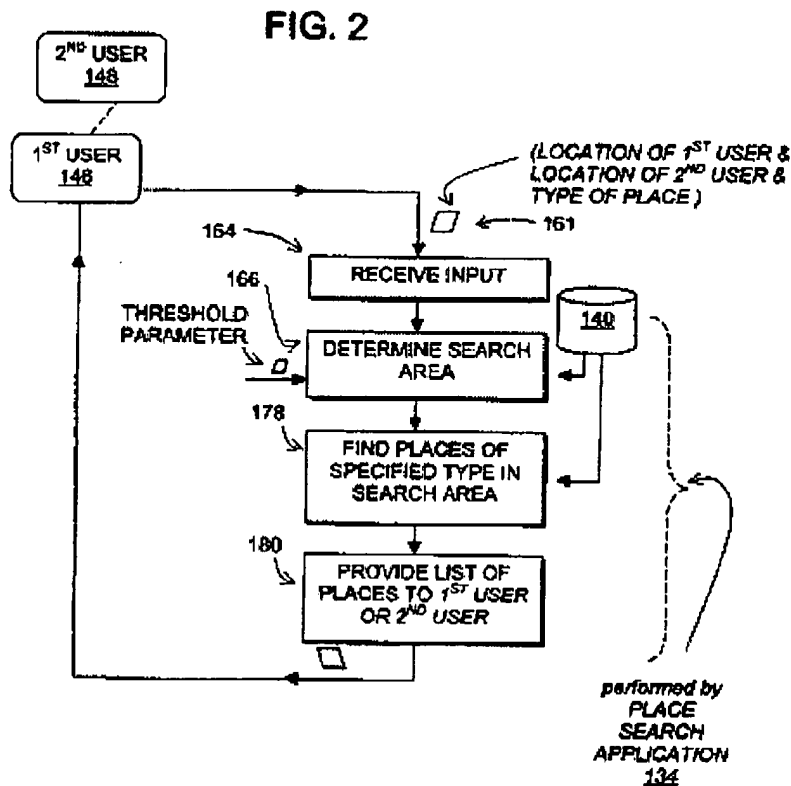 FIG. 2
2ND USER
148
1ST USER
146
(LOCATION OF 1ST USER &
LOCATION OF 2ND USER &
TYPE OF PLACE)
161
164
RECEIVE INPUT
166
THRESHOLD
PARAMETER
DETERMINE SEARCH
AREA
140
178
FIND PLACES OF
SPECIFIED TYPE IN
SEARCH AREA
180
PROVIDE LIST OF
PLACES TO 1ST USER
OR 2ND USER
performed by
PLACE
SEARCH
APPLICATION
134